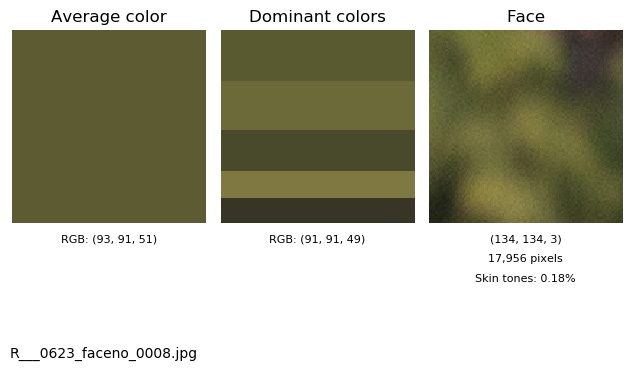 Average color
Dominant colors
Face
RGB: (93, 91, 51)
RGB: (91, 91, 49)
(134, 134, 3)
17,956 pixels
Skin tones: 0.18%
R___0623_faceno_0008.jpg